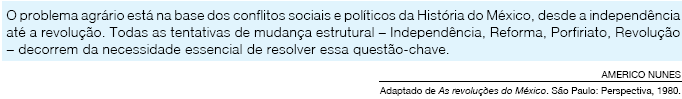 O problema agrário está na base dos conflitos sociais e políticos da História do México, desde a independência
até a revolução. Todas as tentativas de mudança estrutural – Independência, Reforma, Porfiriato, Revolução
– decorrem da necessidade essencial de resolver essa questão-chave.
AMERICO NUNES
Adaptado de As revoluções do México. São Paulo: Perspectiva, 1980.